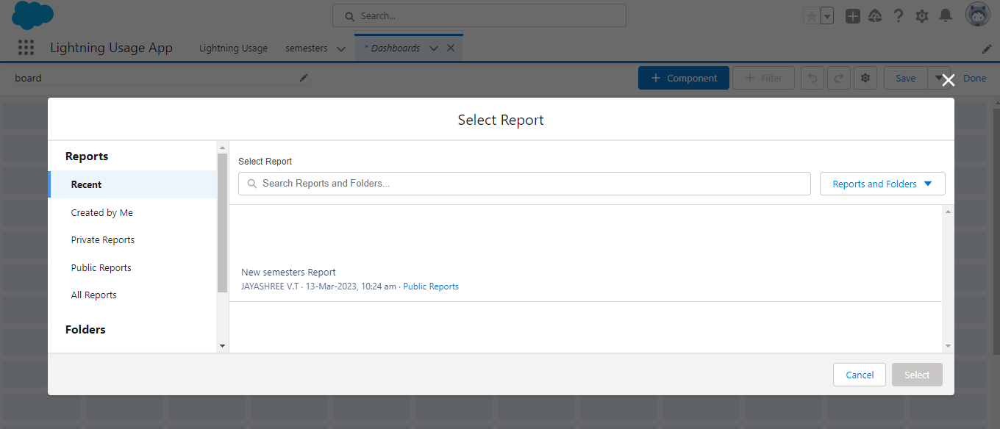 Search...
Lightning Usage App
Lightning Usage
semesters
* Dashboards
board
+ Component
+ Filter
Save
Done
Select Report
Reports
Recent
Created by Me
Private Reports
Public Reports
All Reports
Folders
Select Report
Search Reports and Folders...
Reports and Folders
New semesters Report
JAYASHREE V.T · 13-Mar-2023, 10:24 am · Public Reports
Cancel
Select